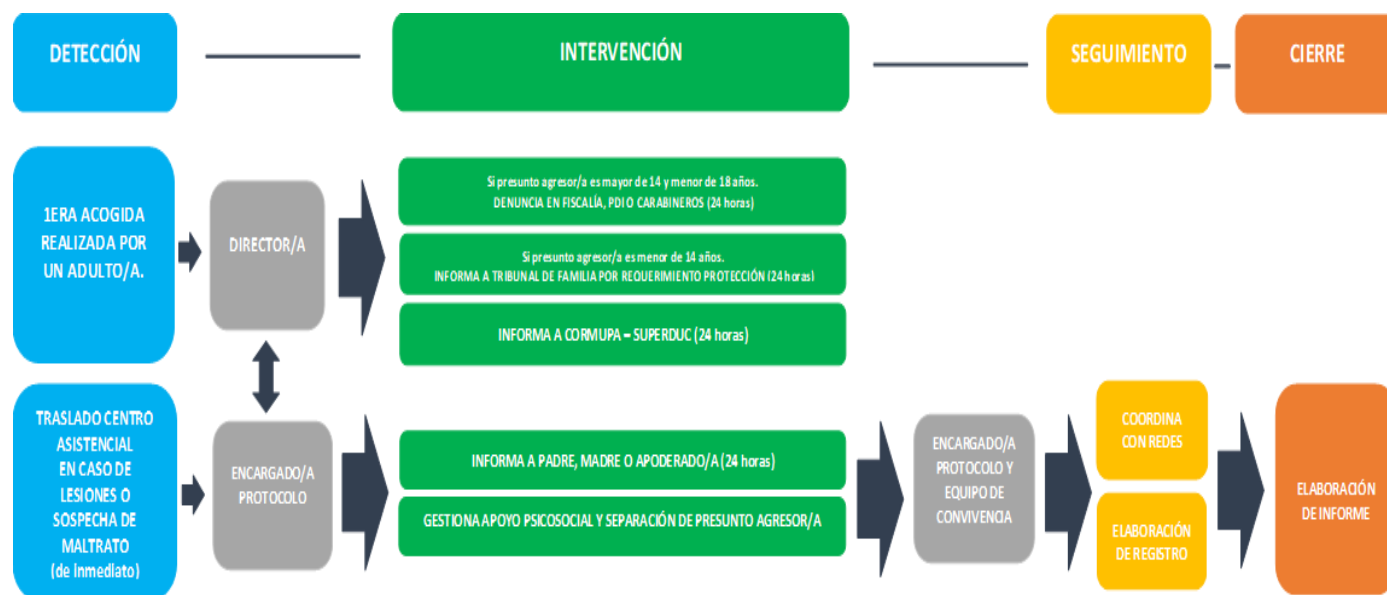 DETECCIÓN
INTERVENCIÓN
SEGUIMIENTO
CIERRE
1ERA ACOGIDA
REALIZADA POR
UN ADULTO/A.
DIRECTOR/A
Si presunto agresor/a es mayor de 14 y menor de 18 años.
DENUNCIA EN FISCALÍA, PDI O CARABINEROS (24 horas)
Si presunto agresor/a es menor de 14 años.
INFORMA A TRIBUNAL DE FAMILIA POR REQUERIMIENTO PROTECCIÓN (24 horas)
INFORMA A CORMUPA – SUPERDUC (24 horas)
TRASLADO CENTRO
ASISTENCIAL
EN CASO DE
LESIONES O
SOSPECHA DE
MALTRATO
(de Inmediato)
ENCARGADO/A
PROTOCOLO
INFORMA A PADRE, MADRE O APODERADO/A (24 horas)
GESTIONA APOYO PSICOSOCIAL Y SEPARACIÓN DE PRESUNTO AGRESOR/A
ENCARGADO/A
PROTOCOLO Y
EQUIPO DE
CONVIVENCIA
COORDINA
CON REDES
ELABORACIÓN
DE REGISTRO
ELABORACIÓN
DE INFORME